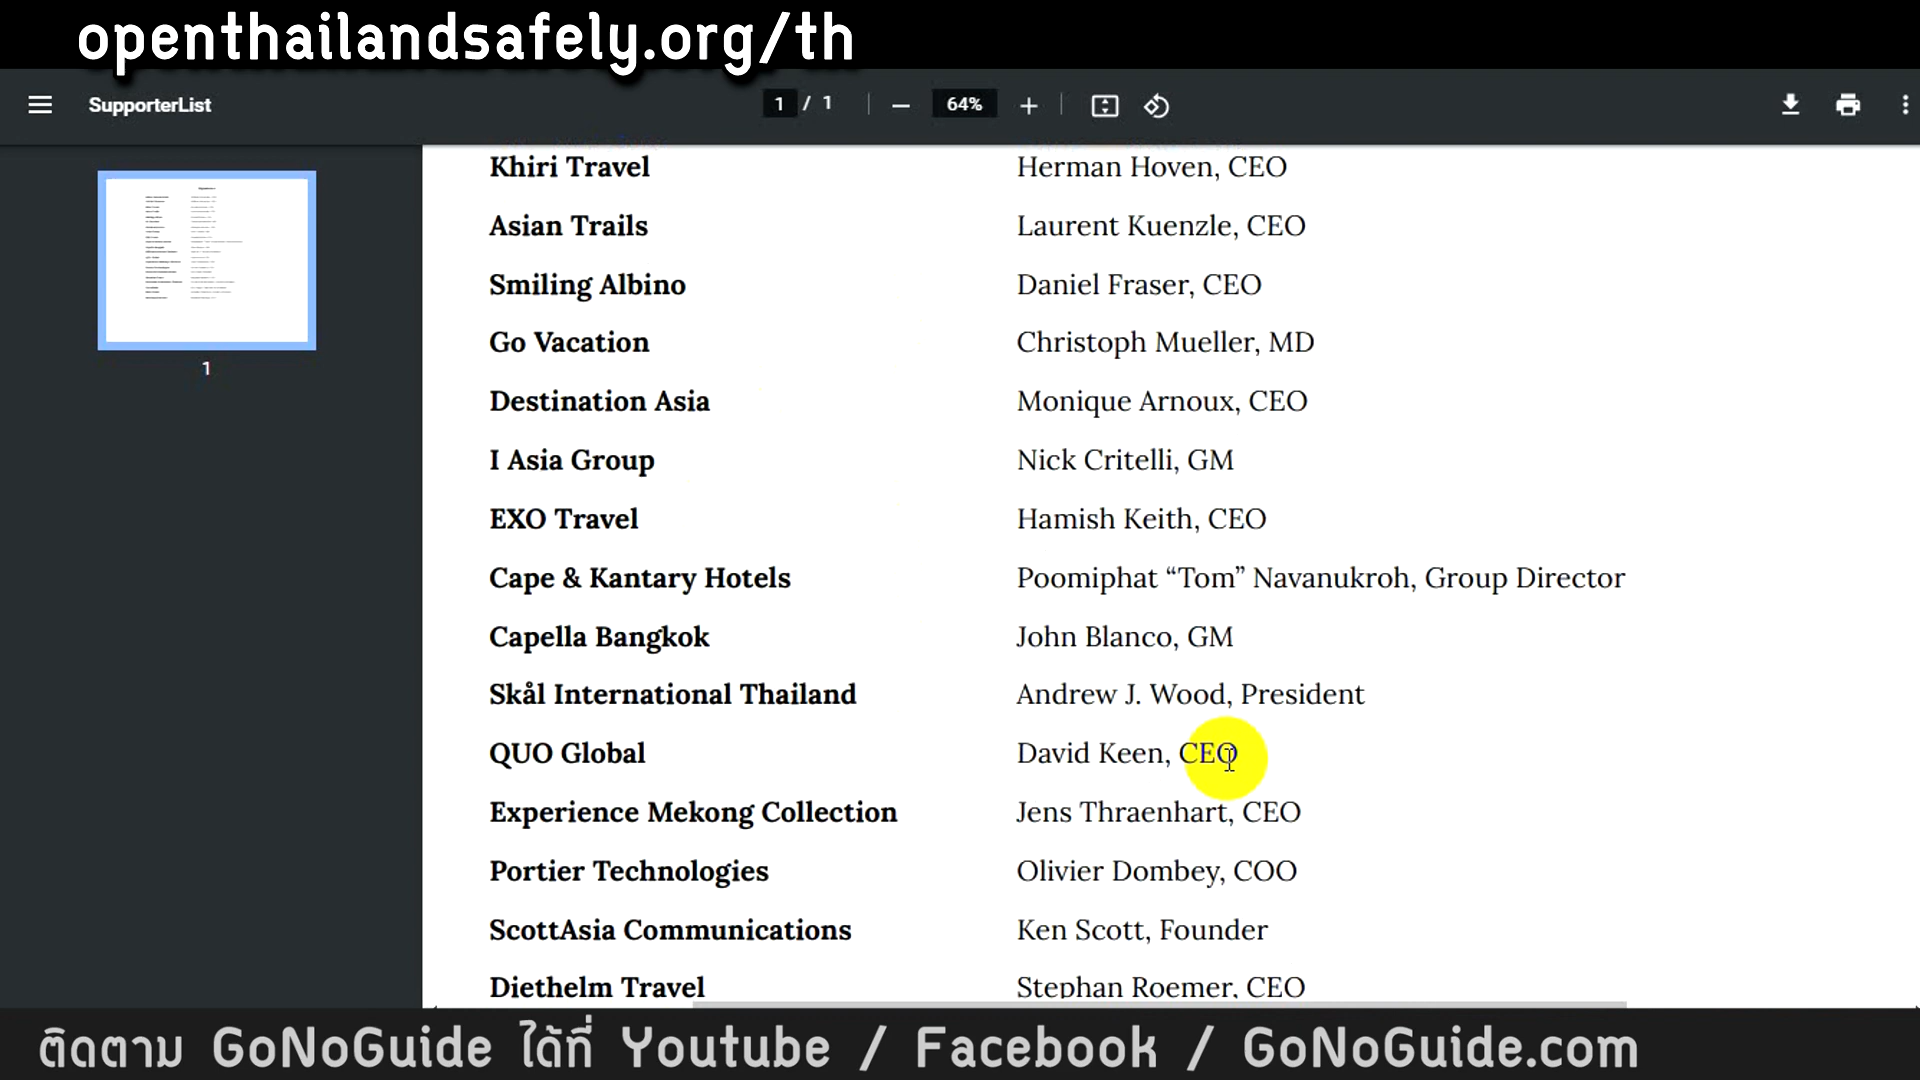 openthailandsafely.org/th
SupporterList
1 / 1
64%
Khiri Travel Herman Hoven, CEO
Asian Trails Laurent Kuenzle, CEO
Smiling Albino Daniel Fraser, CEO
Go Vacation Christoph Mueller, MD
Destination Asia Monique Arnoux, CEO
I Asia Group Nick Critelli, GM
EXO Travel Hamish Keith, CEO
Cape & Kantary Hotels Poomiphat “Tom” Navanukroh, Group Director
Capella Bangkok John Blanco, GM
Skål International Thailand Andrew J. Wood, President
QUO Global David Keen, CEO
Experience Mekong Collection Jens Thraenhart, CEO
Portier Technologies Olivier Dombey, COO
ScottAsia Communications Ken Scott, Founder
Diethelm Travel Stephan Roemer, CEO
1
ติดตาม GoNoGuide ได้ที่ Youtube / Facebook / GoNoGuide.com